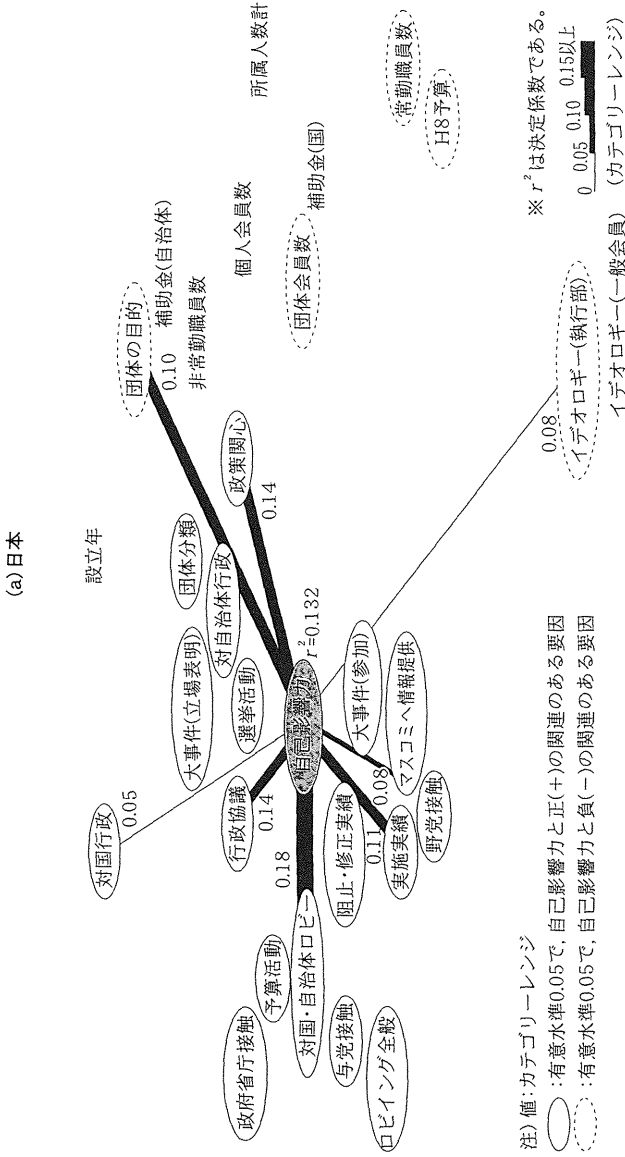 (a)日本
設立年
対国行政
0.05
大事件(立場表明)
団体分類
対自治体行政
選挙活動
行政協議
0.14
団体の目的
0.10
補助金(自治体)
非常勤職員数
政策関心
0.14
個人会員数
所属人数計
政府省庁接触
予算活動
0.18
対国・自治体ロビー
自己影響力
r²=0.132
団体会員数
補助金(国)
与党接触
阻止・修正実績
0.11
0.08
大事件(参加)
常勤職員数
H8予算
ロビイング全般
実施実績
マスコミへ情報提供
野党接触
0.08
イデオロギー(執行部)
イデオロギー(一般会員)
※r²は決定係数である。
0 0.05 0.10 0.15以上
(カテゴリーレンジ)
注) 値:カテゴリーレンジ
:有意水準0.05で, 自己影響力と正(+)の関連のある要因
:有意水準0.05で, 自己影響力と負(−)の関連のある要因